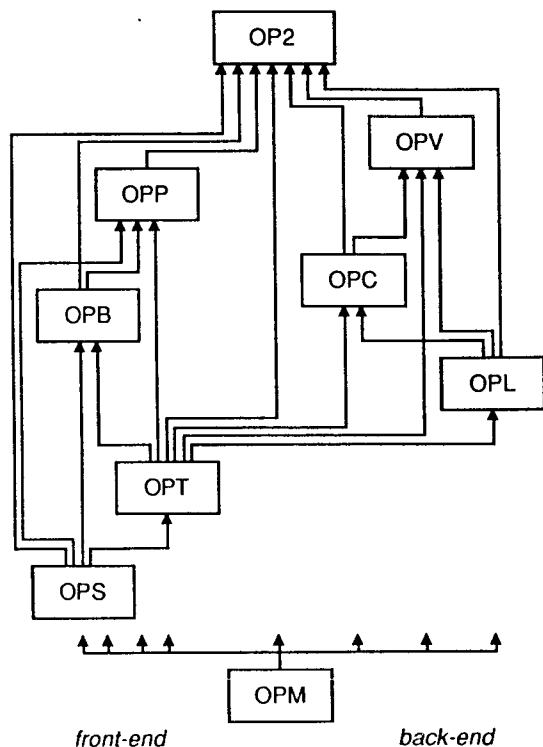 OP2
OPV
OPP
OPC
OPB
OPL
OPT
OPS
OPM
front-end back-end